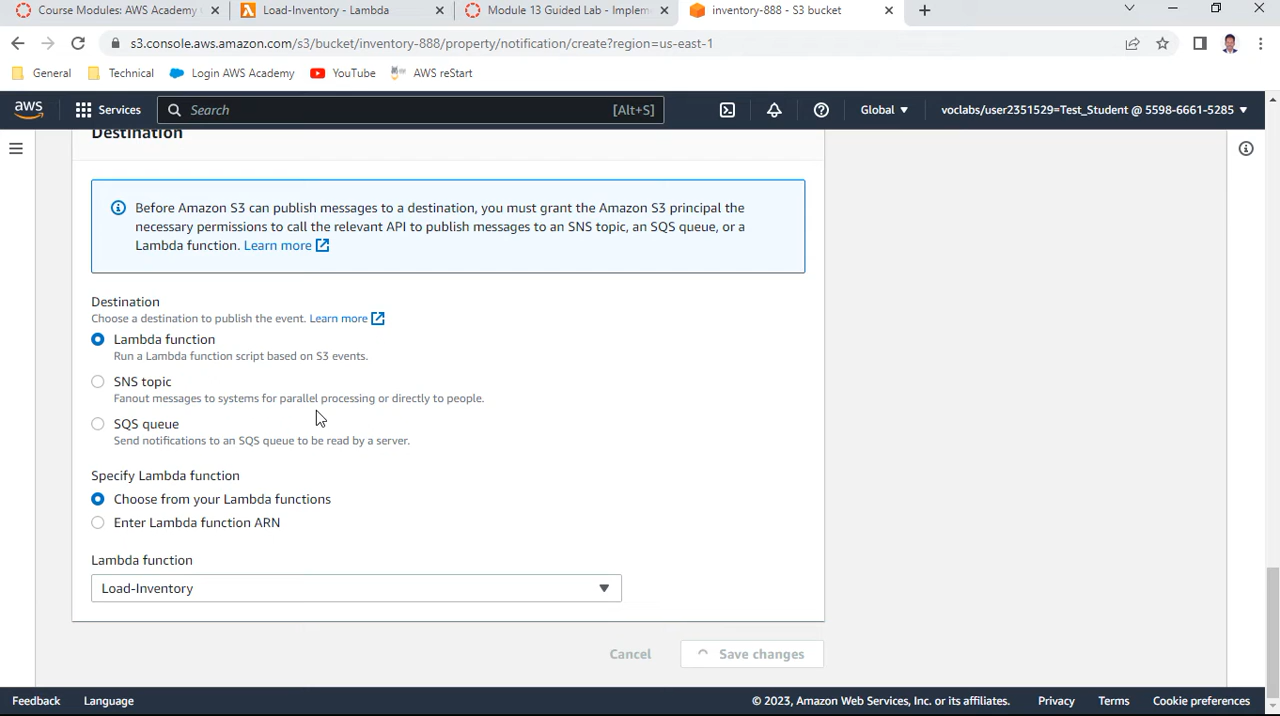 Course Modules: AWS Academy
Load-Inventory - Lambda
Module 13 Guided Lab - Implem
inventory-888 - S3 bucket
s3.console.aws.amazon.com/s3/bucket/inventory-888/property/notification/create?region=us-east-1
General
Technical
Login AWS Academy
YouTube
AWS reStart
aws
Services
Search
[Alt+S]
Global
voclabs/user2351529=Test_Student @ 5598-6661-5285
Destination
Before Amazon S3 can publish messages to a destination, you must grant the Amazon S3 principal the
necessary permissions to call the relevant API to publish messages to an SNS topic, an SQS queue, or a
Lambda function. Learn more
Destination
Choose a destination to publish the event. Learn more
Lambda function
Run a Lambda function script based on S3 events.
SNS topic
Fanout messages to systems for parallel processing or directly to people.
SQS queue
Send notifications to an SQS queue to be read by a server.
Specify Lambda function
Choose from your Lambda functions
Enter Lambda function ARN
Lambda function
Load-Inventory
Cancel
Save changes
Feedback
Language
© 2023, Amazon Web Services, Inc. or its affiliates.
Privacy
Terms
Cookie preferences